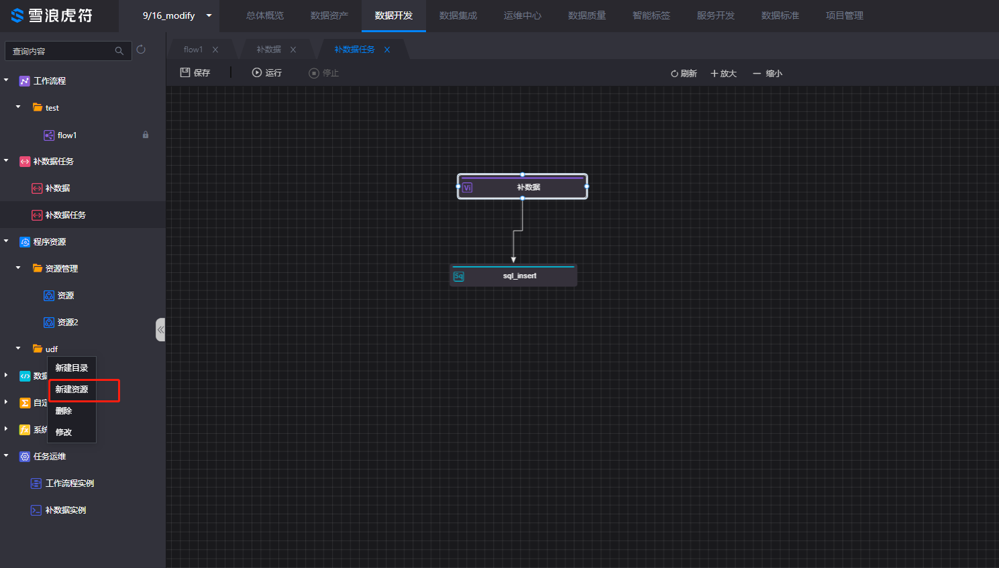 雪浪虎符
9/16_modify
总体概览
数据资产
数据开发
数据集成
运维中心
数据质量
智能标签
服务开发
数据标准
项目管理
查询内容
flow1
补数据
补数据任务
保存
运行
停止
刷新
放大
缩小
工作流程
test
flow1
补数据任务
补数据
补数据任务
程序资源
资源管理
资源
资源2
udf
数据
自定
系统
任务运维
工作流程实例
补数据实例
新建目录
新建资源
删除
修改
Vi
补数据
Sq
sql_insert